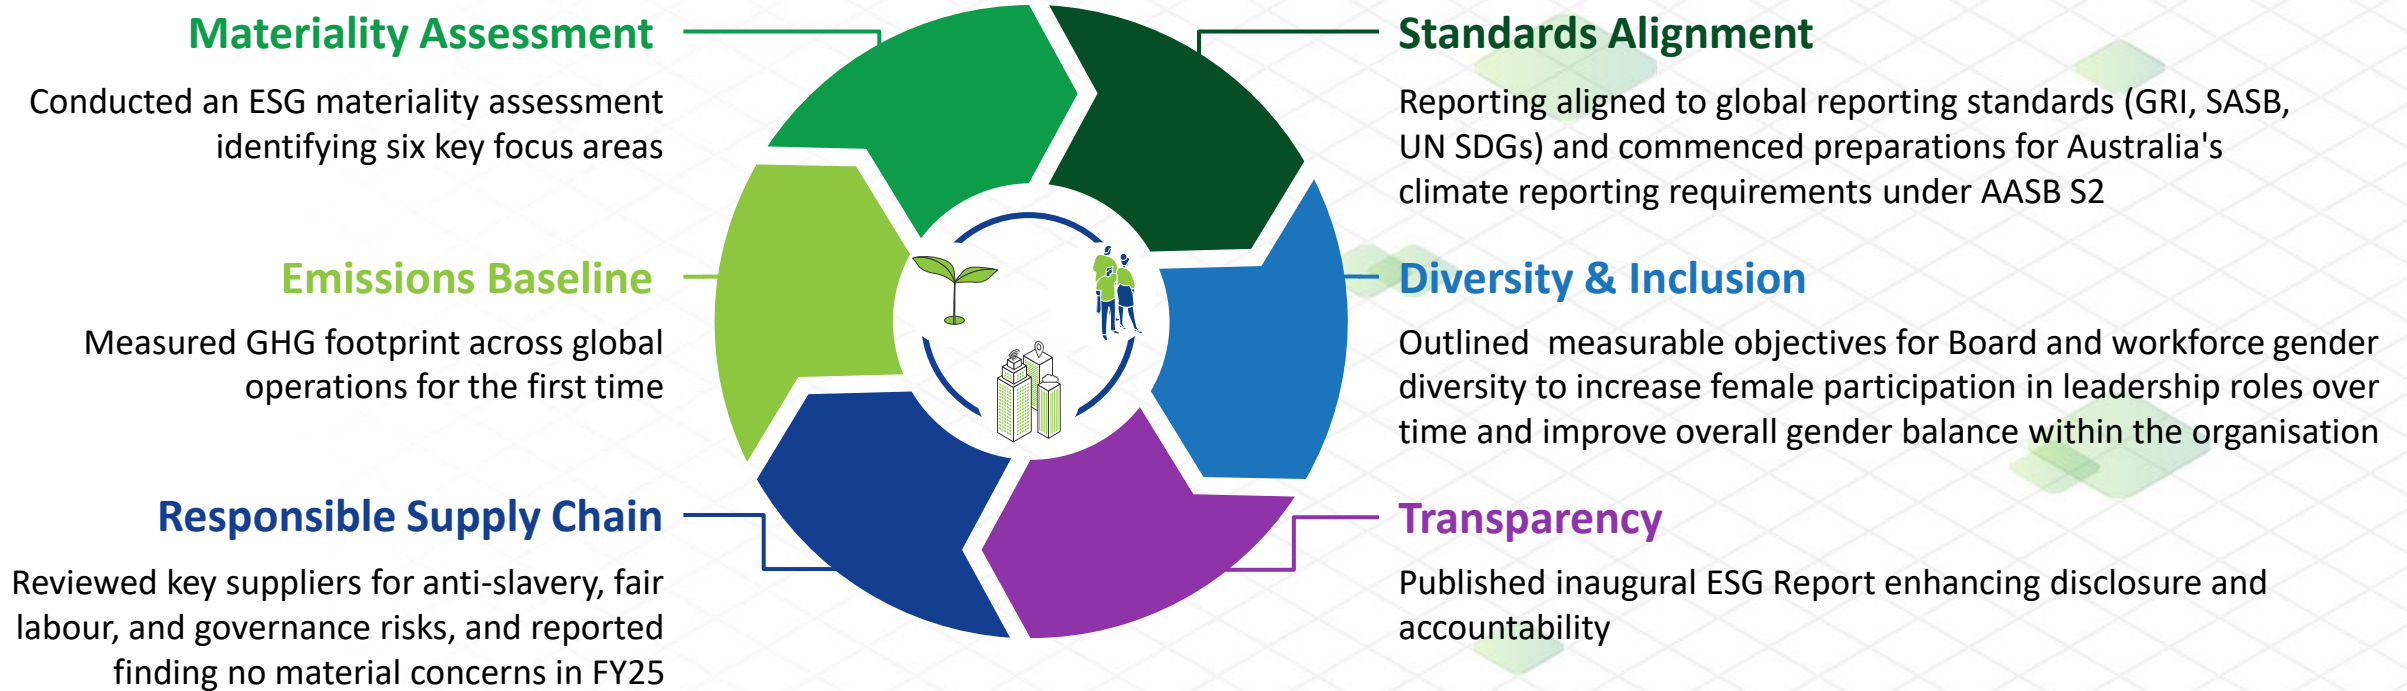 Materiality Assessment
Conducted an ESG materiality assessment
identifying six key focus areas
Emissions Baseline
Measured GHG footprint across global
operations for the first time
Responsible Supply Chain
Reviewed key suppliers for anti-slavery, fair
labour, and governance risks, and reported
finding no material concerns in FY25
Standards Alignment
Reporting aligned to global reporting standards (GRI, SASB,
UN SDGs) and commenced preparations for Australia's
climate reporting requirements under AASB S2
Diversity & Inclusion
Outlined  measurable objectives for Board and workforce gender
diversity to increase female participation in leadership roles over
time and improve overall gender balance within the organisation
Transparency
Published inaugural ESG Report enhancing disclosure and
accountability